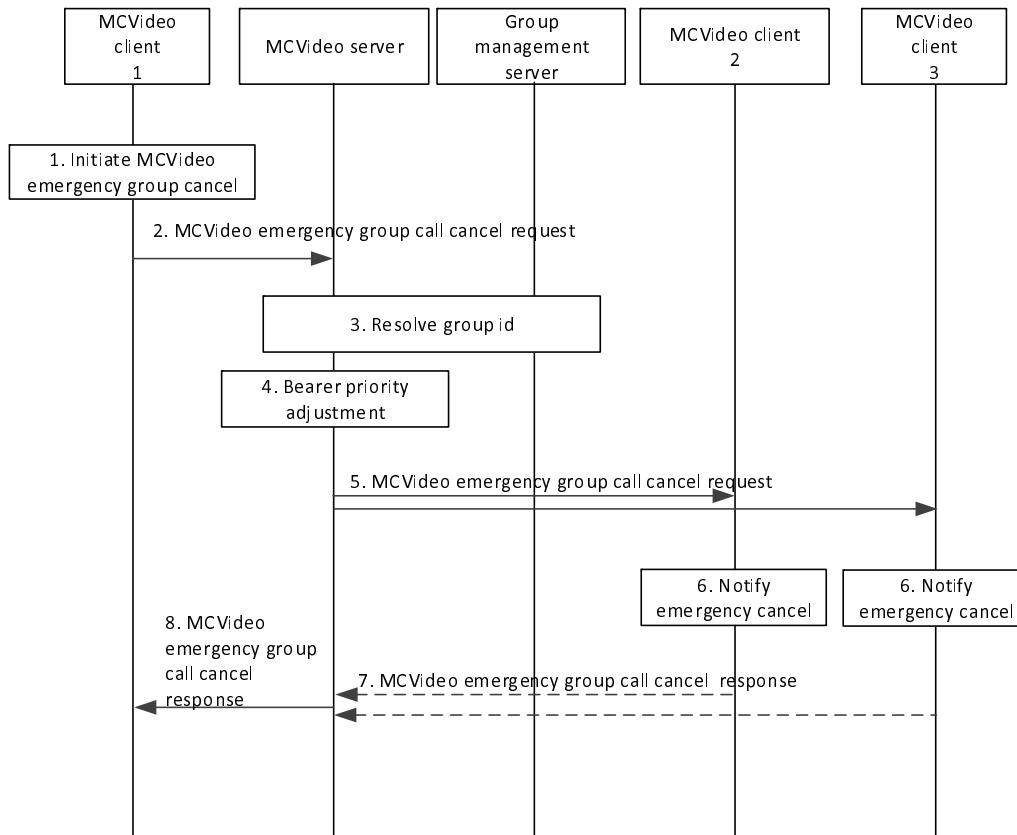 MCVideo
client
1
MCVideo server
Group
management
server
MCVideo client
2
MCVideo
client
3
1. Initiate MCVideo
emergency group cancel
2. MCVideo emergency group call cancel request
3. Resolve group id
4. Bearer priority
adjustment
5. MCVideo emergency group call cancel request
6. Notify
emergency cancel
6. Notify
emergency cancel
8. MCVideo
emergency group
call cancel
response
7. MCVideo emergency group call cancel response